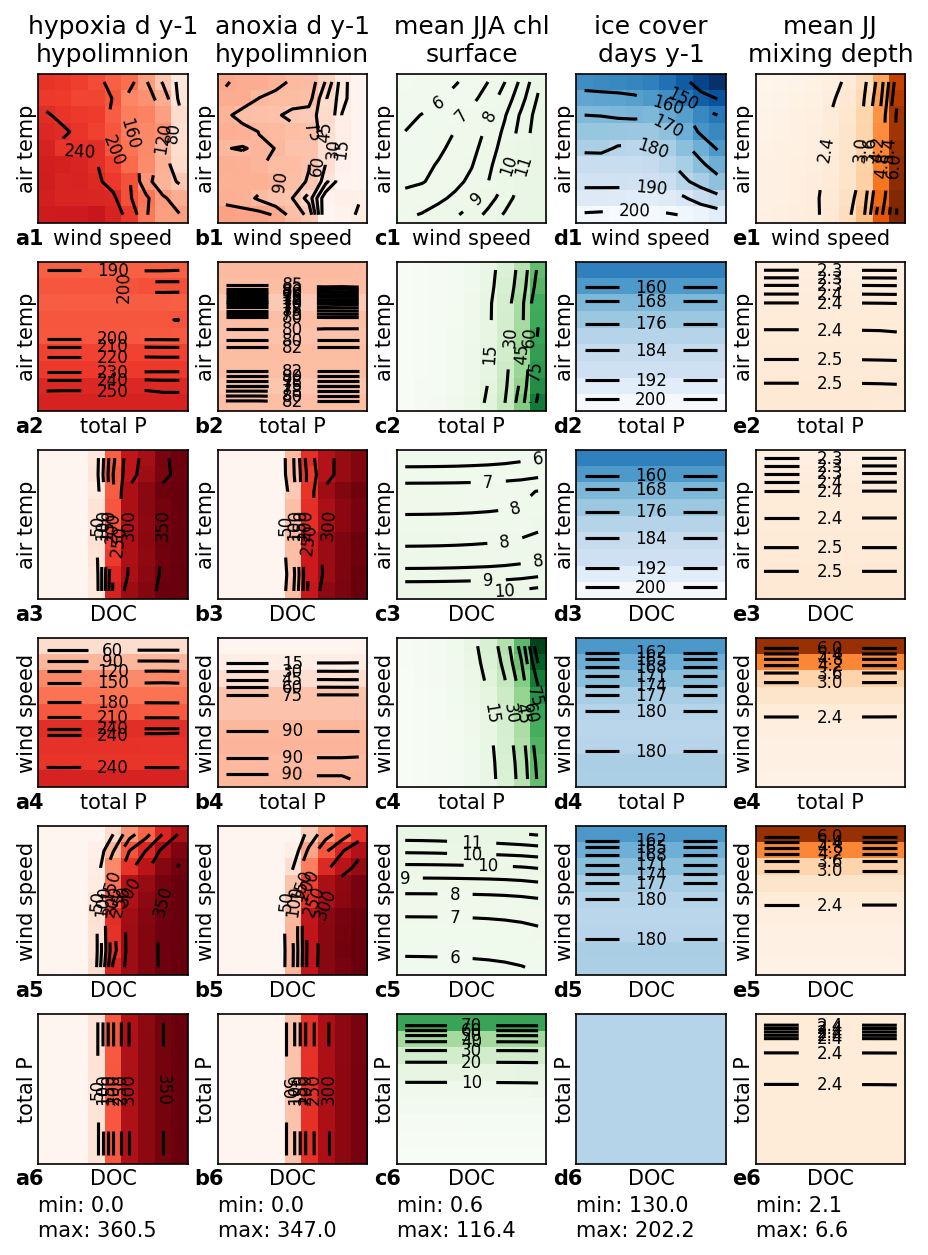 hypoxia d y-1 anoxia d y-1 mean JJA chl ice cover mean JJ
hypolimnion hypolimnion surface days y-1 mixing depth
air temp 240 200 160 120 80 air temp 90 60 45 30 15 air temp 6 7 8 9 10 11 air temp 150 160 170 180 190 200 air temp 2.4 3.0 3.6
a1 wind speed b1 wind speed c1 wind speed d1 wind speed e1 wind speed
air temp 190 200 200 210 220 230 240 250 air temp 85 80 80 82 82 82 air temp 15 30 45 60 75 air temp 160 168 176 184 192 200 air temp 2.3 2.3 2.4 2.4 2.4 2.5 2.5
a2 total P b2 total P c2 total P d2 total P e2 total P
air temp 50 250 300 350 air temp 50 250 300 air temp 6 7 8 8 8 9 10 air temp 160 168 176 184 192 200 air temp 2.3 2.3 2.4 2.4 2.4 2.5 2.5
a3 DOC b3 DOC c3 DOC d3 DOC e3 DOC
wind speed 60 90 120 150 180 210 240 240 240 wind speed 15 30 45 60 75 90 90 90 wind speed 15 30 45 60 75 wind speed 162 165 168 171 174 177 180 180 wind speed 6.0 4.8 3.6 3.0 2.4
a4 total P b4 total P c4 total P d4 total P e4 total P
wind speed 50 100 250 300 350 wind speed 50 100 250 300 wind speed 11 10 10 9 8 7 6 wind speed 162 165 168 171 174 177 180 180 wind speed 6.0 4.8 3.6 3.0 2.4
a5 DOC b5 DOC c5 DOC d5 DOC e5 DOC
total P 50 300 350 total P 250 300 total P 70 40 30 20 10 total P total P 2.4 2.4 2.4 2.4
a6 DOC b6 DOC c6 DOC d6 DOC e6 DOC
min: 0.0 min: 0.0 min: 0.6 min: 130.0 min: 2.1
max: 360.5 max: 347.0 max: 116.4 max: 202.2 max: 6.6